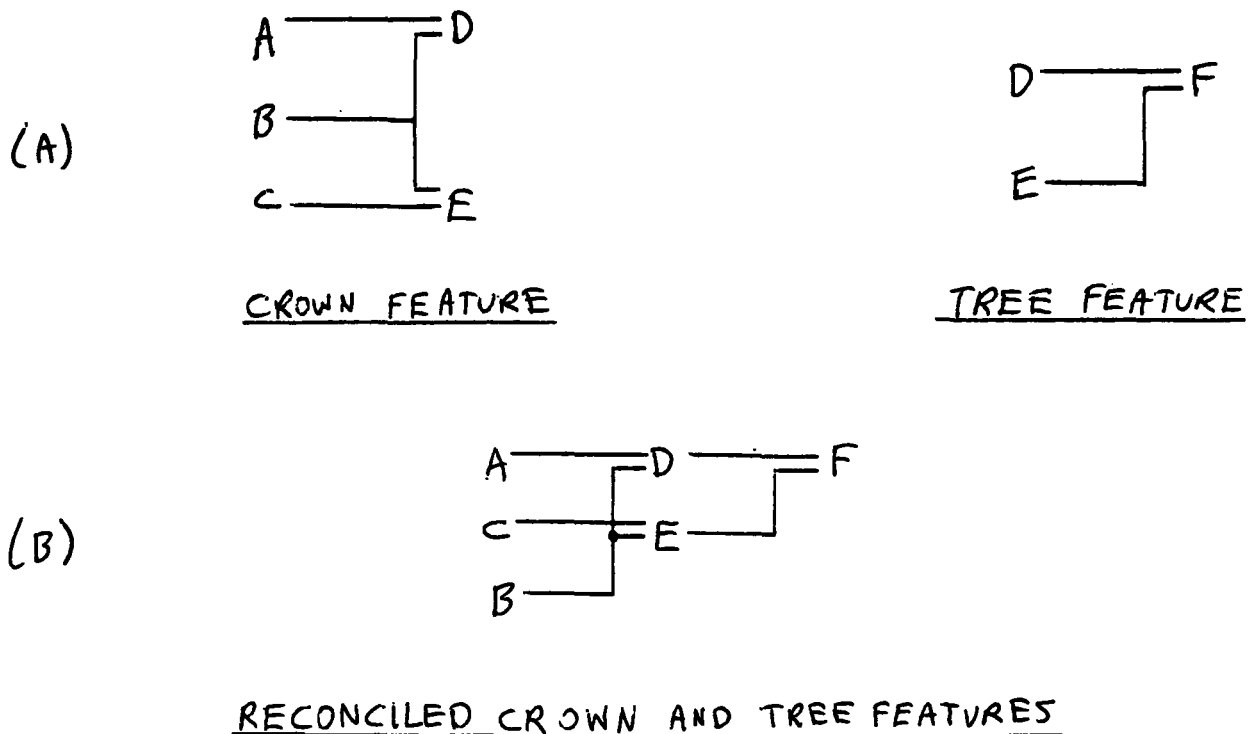 A D
B
C E
D F
E
(A)
CROWN FEATURE
TREE FEATURE
A D F
C E
B
(B)
RECONCILED CROWN AND TREE FEATURES